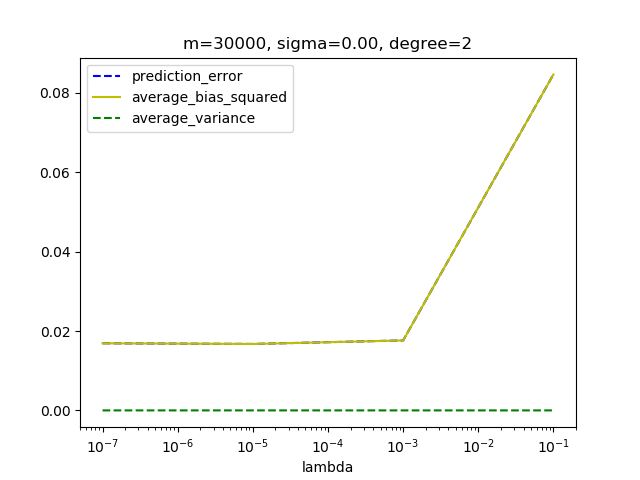 m=30000, sigma=0.00, degree=2
prediction_error
average_bias_squared
average_variance
0.08
0.06
0.04
0.02
0.00
10⁻⁷ 10⁻⁶ 10⁻⁵ 10⁻⁴ 10⁻³ 10⁻² 10⁻¹
lambda